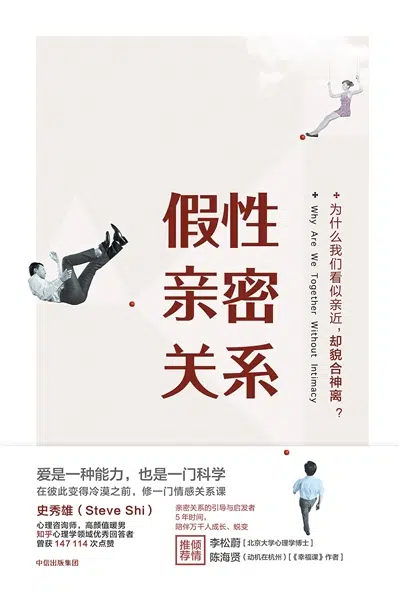 假性
亲密
关系
+ 为什么我们看似亲近，却貌合神离？
+ Why Are We Together Without Intimacy
爱是一种能力，也是一门科学
在彼此变得冷漠之前，修一门情感关系课
史秀雄（Steve Shi）
心理咨询师，高颜值暖男
知乎心理学领域优秀回答者
曾获 147 114 次点赞
中信出版集团
亲密关系的引导与启发者
5 年时间，
陪伴万千人成长、蜕变
倾情
推荐
李松蔚［北京大学心理学博士］
陈海贤（动机在杭州）［《幸福课》作者］